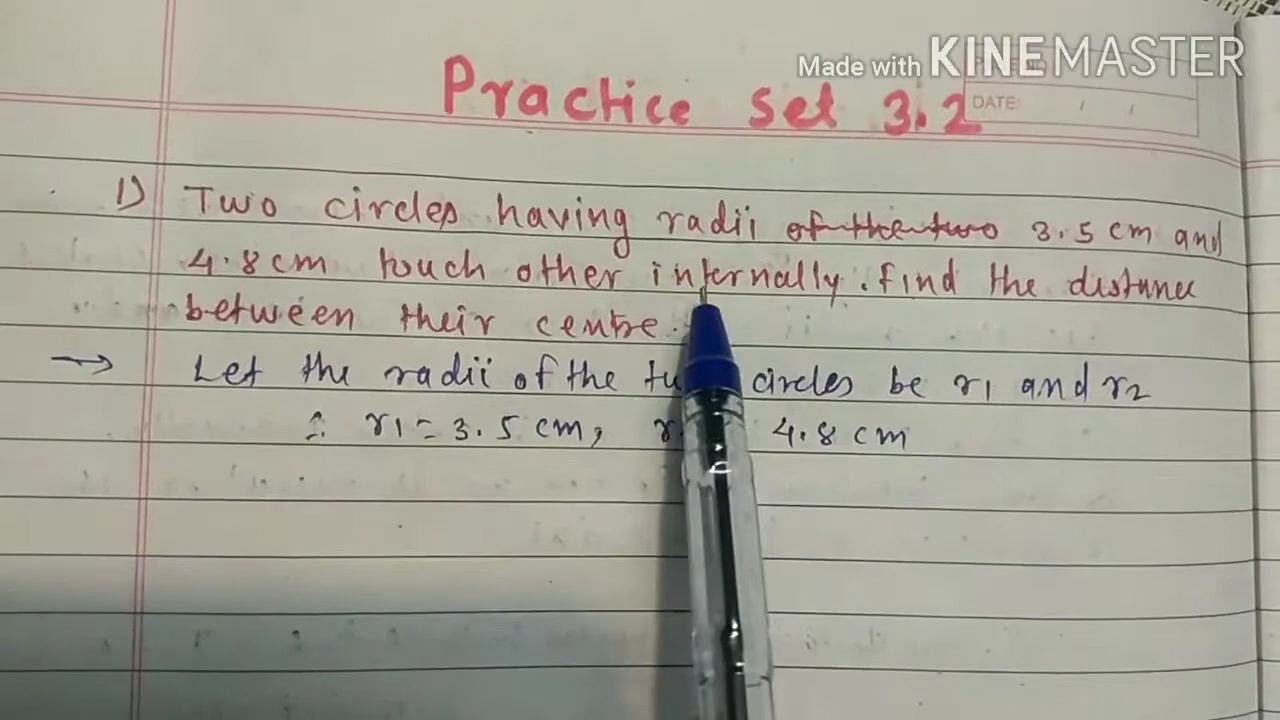 Made with KINEMASTER
Practice Set 3.2
DATE: / /
1) Two circles having radii of the two 3.5 cm and
4.8 cm touch other internally. find the distance
between their centre.
→ Let the radii of the circles be r1 and r2
∴ r1 = 3.5 cm, 4.8 cm